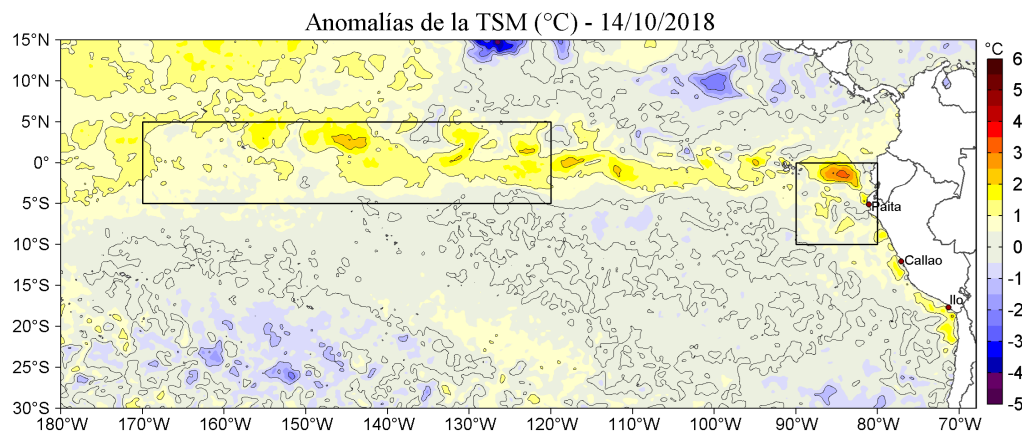 Anomalías de la TSM (°C) - 14/10/2018
15°N
10°N
5°N
0°
5°S
10°S
15°S
20°S
25°S
30°S
180°W
170°W
160°W
150°W
140°W
130°W
120°W
110°W
100°W
90°W
80°W
70°W
Paita
Callao
Ilo
°C
6
5
4
3
2
1
0
-1
-2
-3
-4
-5